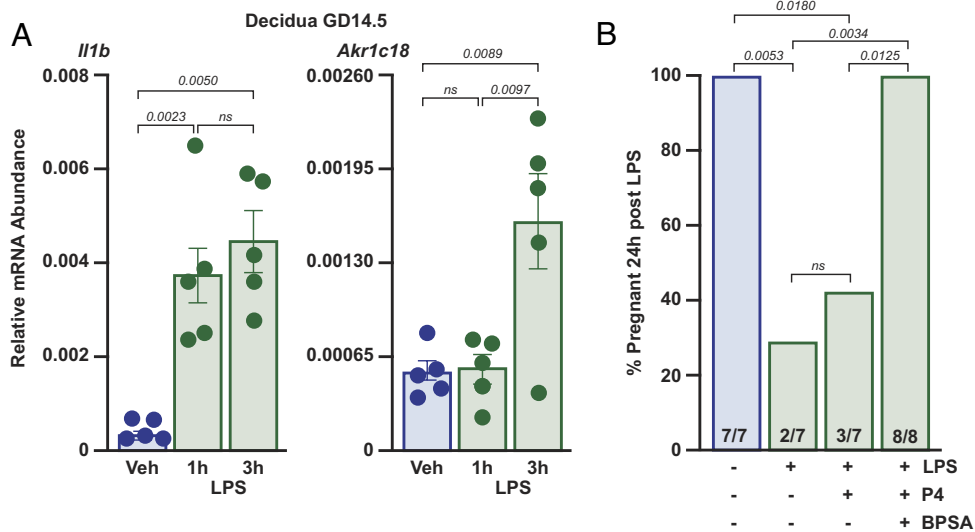 Decidua GD14.5
A
Il1b
Akr1c18
Relative mRNA Abundance
0.008
0.006
0.004
0.002
0
0.0050
0.0023
ns
Veh
1h
3h
LPS
0.00260
0.00195
0.00130
0.00065
0
0.0089
ns
0.0097
Veh
1h
3h
LPS
B
% Pregnant 24h post LPS
100
80
60
40
20
0
0.0180
0.0034
0.0053
0.0125
ns
7/7 2/7 3/7 8/8
- + + + LPS
- - + + P4
- - - + BPSA